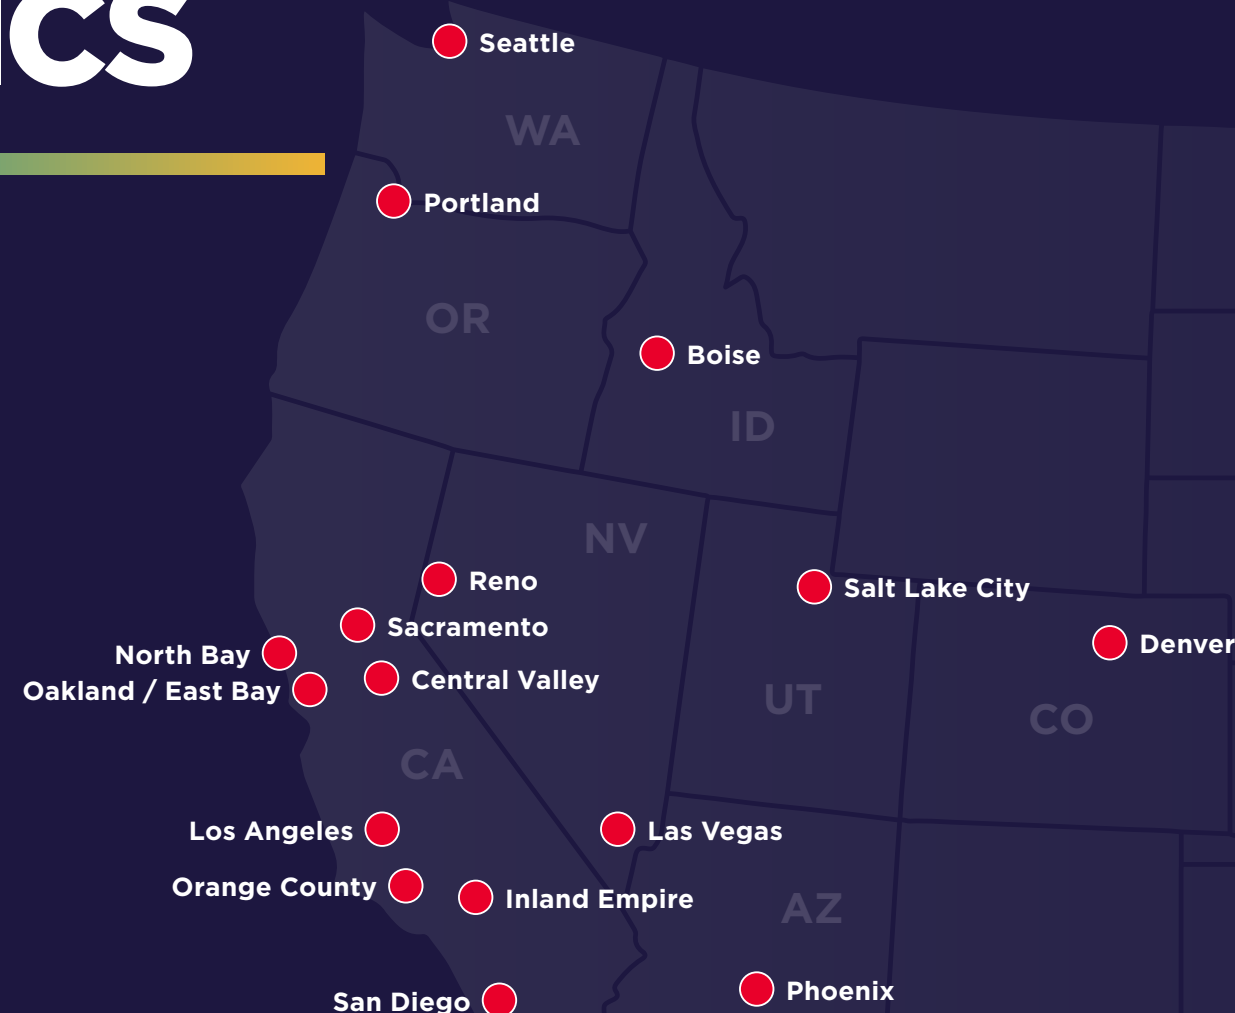 CS
Seattle
WA
Portland
OR
Boise
ID
NV
Reno
Salt Lake City
Sacramento
Denver
North Bay
Central Valley
Oakland / East Bay
UT
CO
CA
Los Angeles
Las Vegas
Orange County
Inland Empire
AZ
Phoenix
San Diego